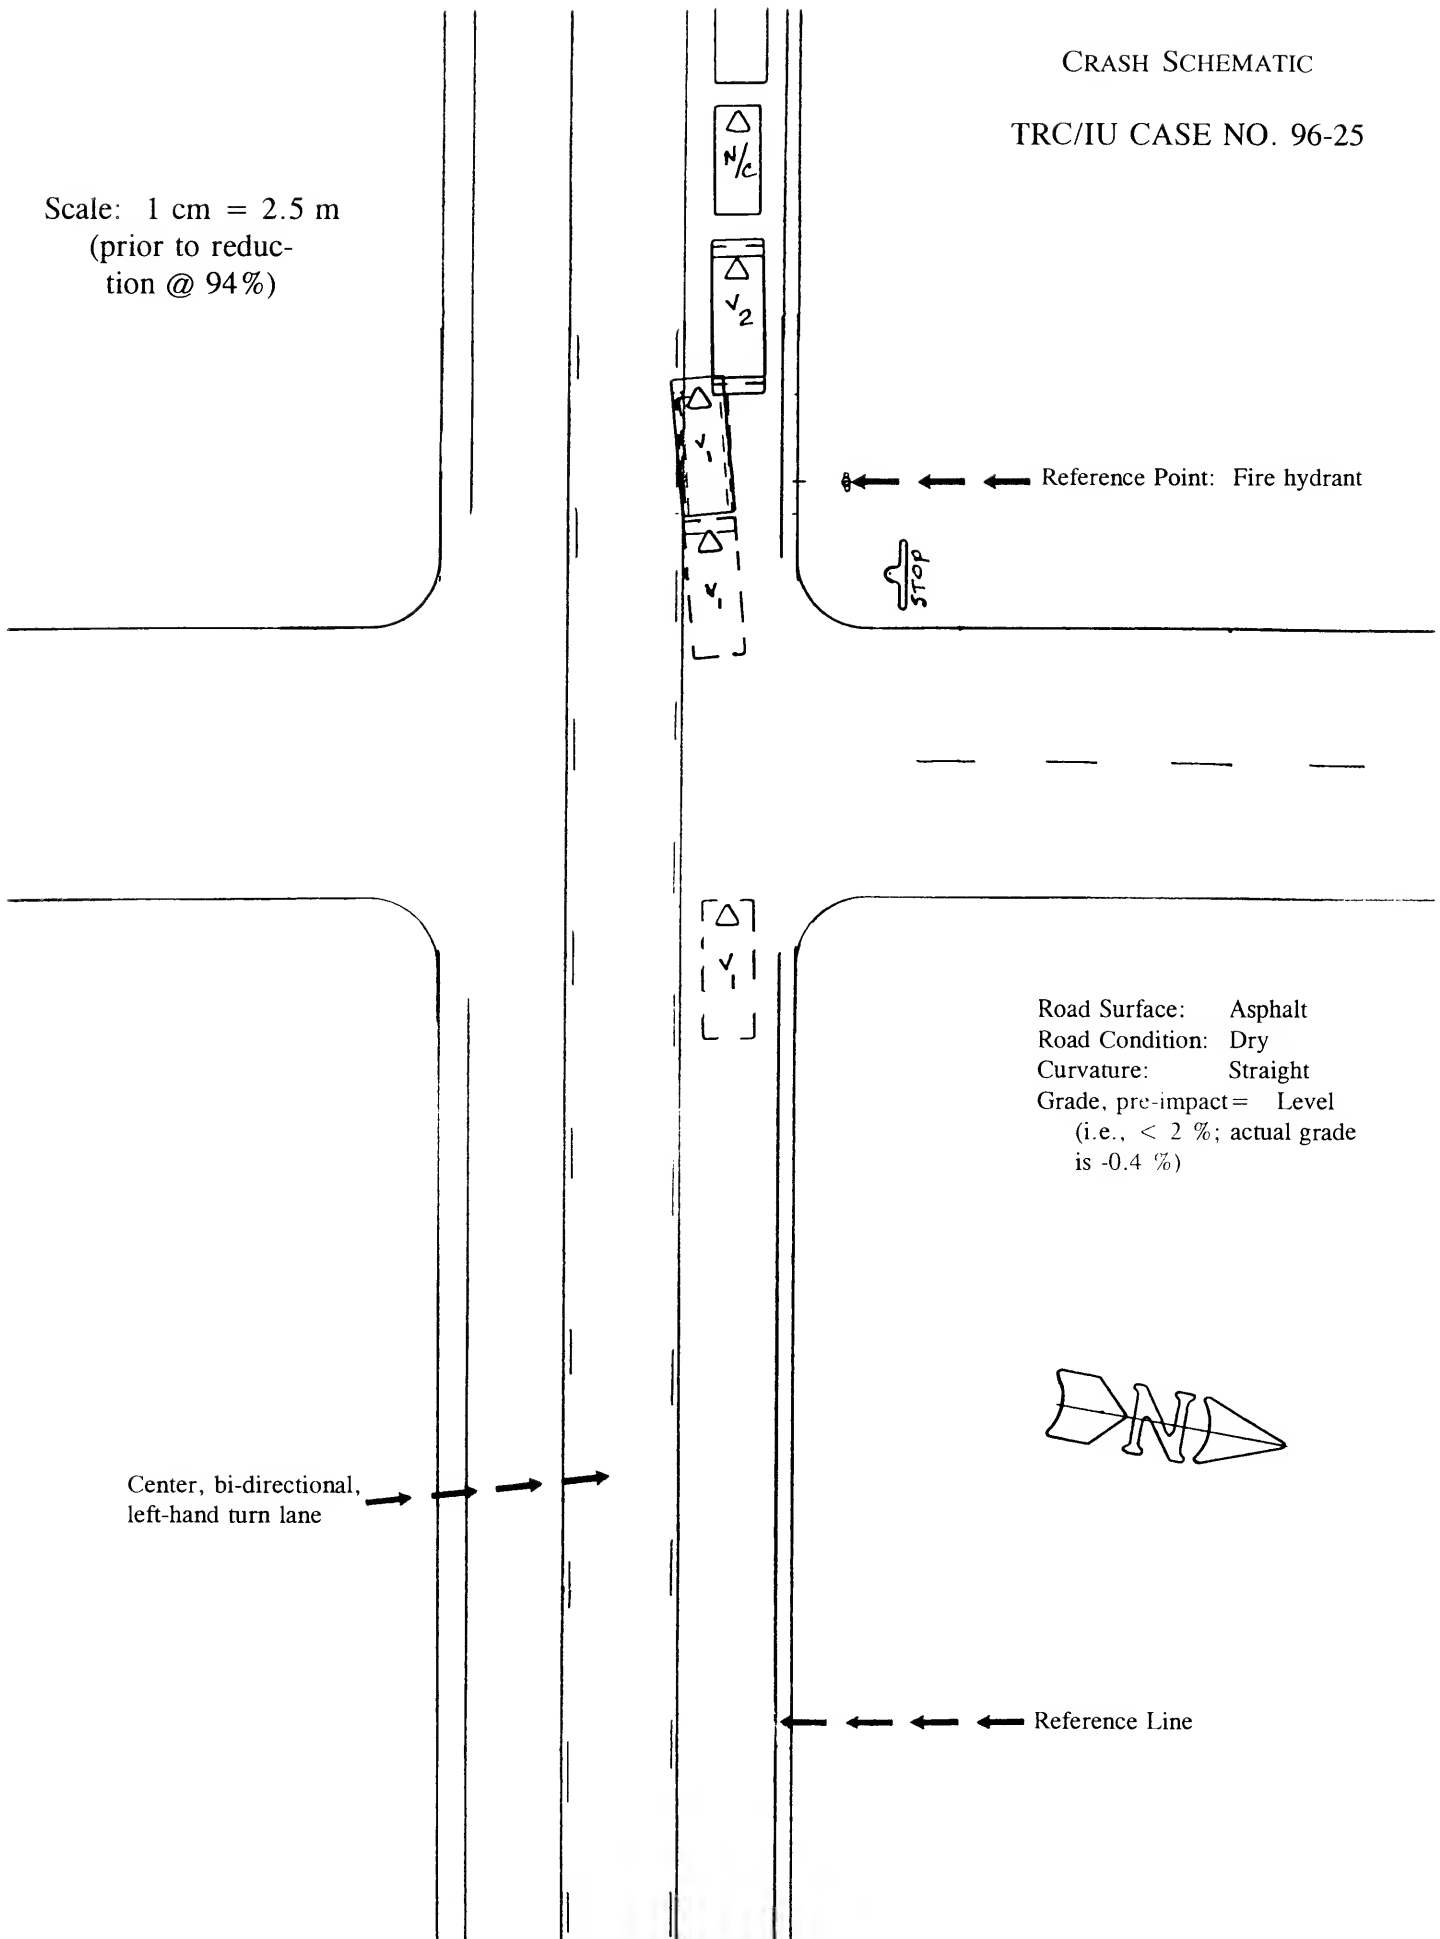 CRASH SCHEMATIC
TRC/IU CASE NO. 96-25
Scale: 1 cm = 2.5 m
(prior to reduc-
tion @ 94%)
N/C
V2
V1
Reference Point: Fire hydrant
STOP
V1
V1
Road Surface: Asphalt
Road Condition: Dry
Curvature: Straight
Grade, pre-impact = Level
(i.e., < 2 %; actual grade
is -0.4 %)
N
Center, bi-directional,
left-hand turn lane
Reference Line